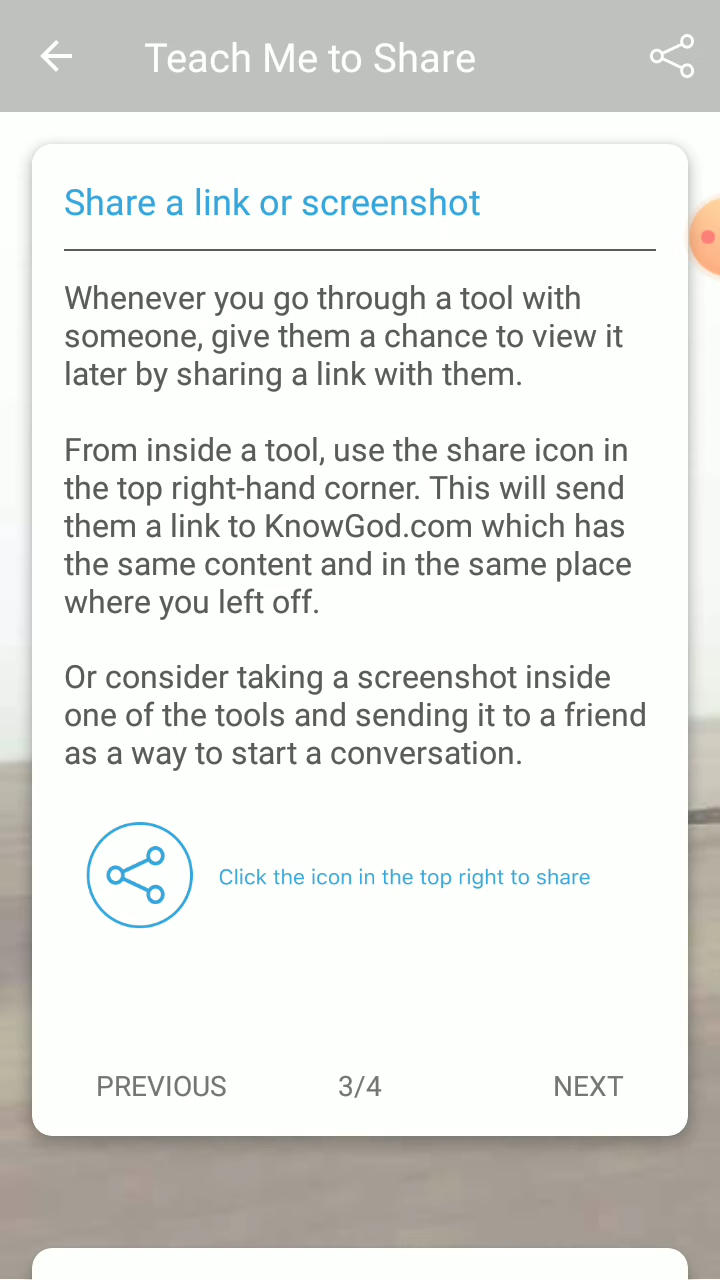 Teach Me to Share
Share a link or screenshot
Whenever you go through a tool with
someone, give them a chance to view it
later by sharing a link with them.
From inside a tool, use the share icon in
the top right-hand corner. This will send
them a link to KnowGod.com which has
the same content and in the same place
where you left off.
Or consider taking a screenshot inside
one of the tools and sending it to a friend
as a way to start a conversation.
Click the icon in the top right to share
PREVIOUS
3/4
NEXT